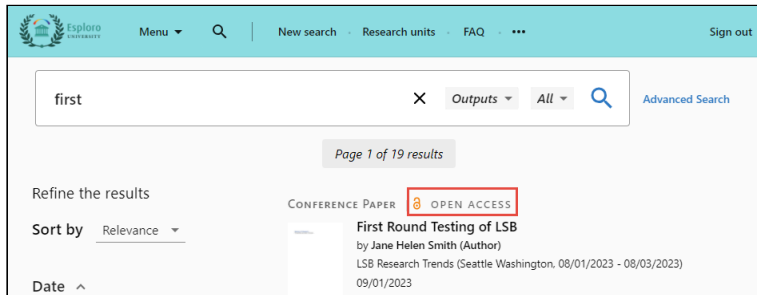 Esploro
UNIVERSITY
Menu
New search · Research units · FAQ · •••
Sign out
first
Outputs
All
Advanced Search
Page 1 of 19 results
Refine the results
CONFERENCE PAPER
OPEN ACCESS
Sort by Relevance
First Round Testing of LSB
by Jane Helen Smith (Author)
LSB Research Trends (Seattle Washington, 08/01/2023 - 08/03/2023)
09/01/2023
Date